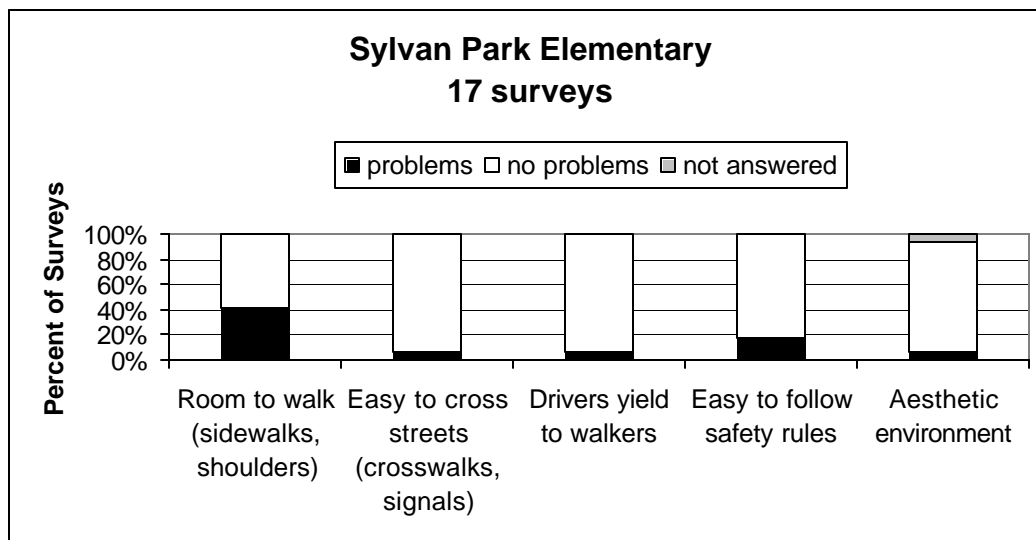 Sylvan Park Elementary
17 surveys
problems no problems not answered
Percent of Surveys
100%
80%
60%
40%
20%
0%
Room to walk
(sidewalks,
shoulders)
Easy to cross
streets
(crosswalks,
signals)
Drivers yield
to walkers
Easy to follow
safety rules
Aesthetic
environment